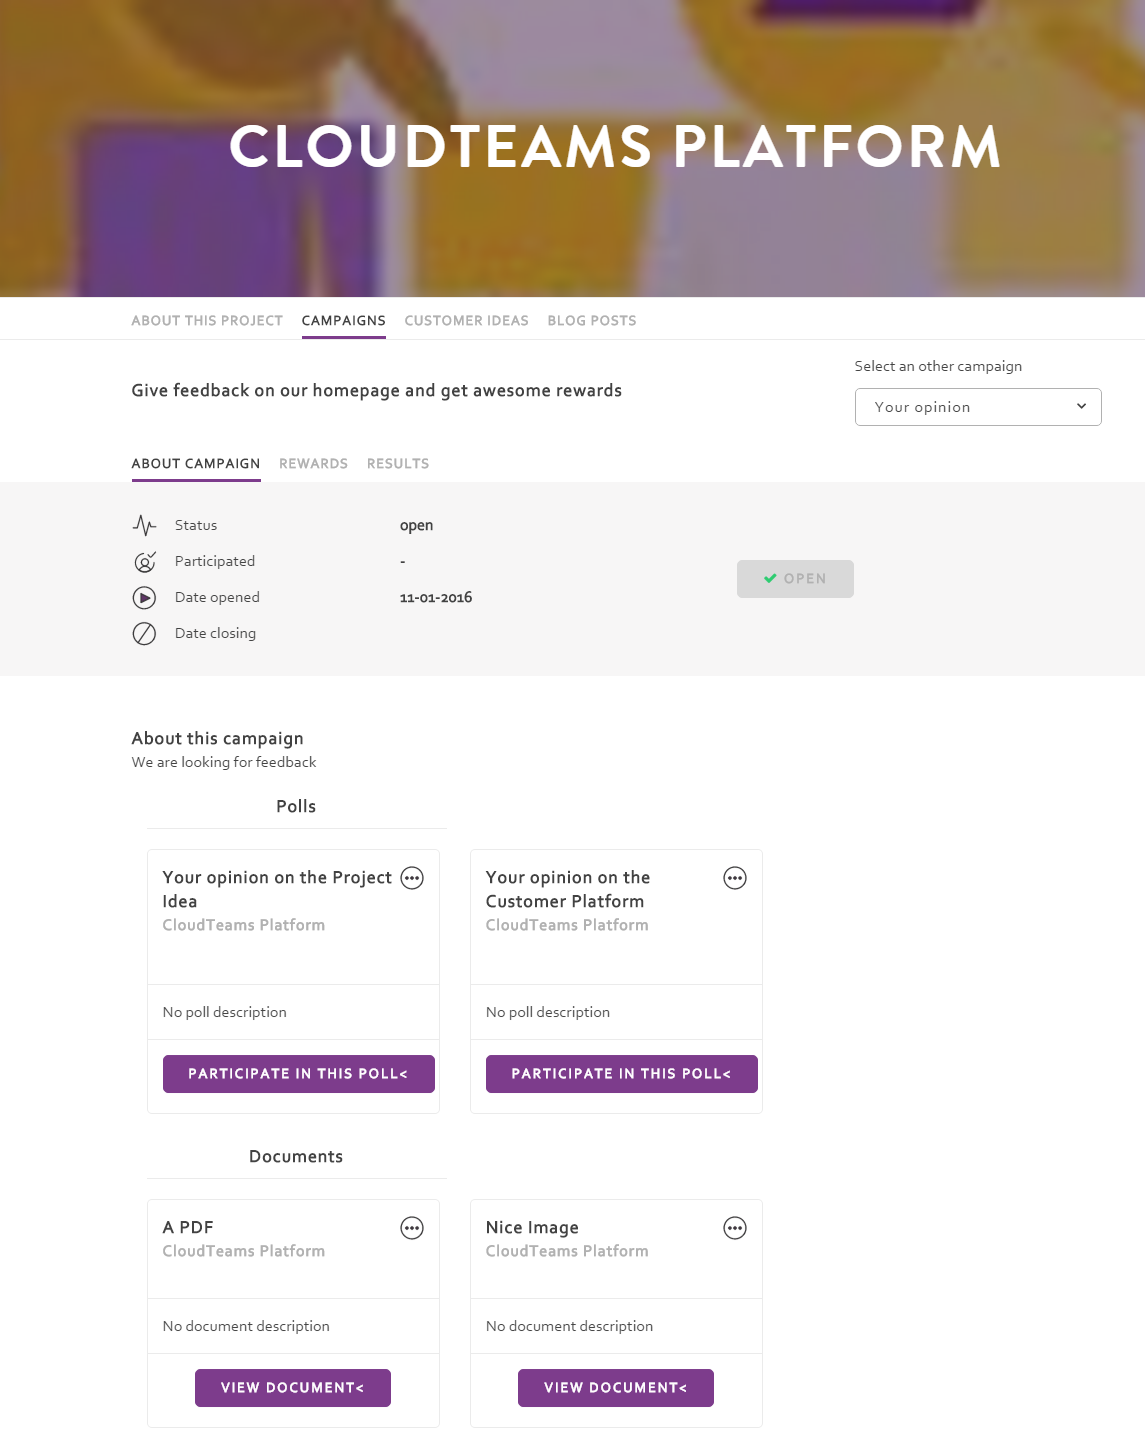 CLOUDTEAMS PLATFORM
ABOUT THIS PROJECT CAMPAIGNS CUSTOMER IDEAS BLOG POSTS
Select an other campaign
Give feedback on our homepage and get awesome rewards
Your opinion
ABOUT CAMPAIGN REWARDS RESULTS
Status open
Participated -
OPEN
Date opened 11-01-2016
Date closing
About this campaign
We are looking for feedback
Polls
Your opinion on the Project
Idea
CloudTeams Platform
No poll description
PARTICIPATE IN THIS POLL<
Your opinion on the
Customer Platform
CloudTeams Platform
No poll description
PARTICIPATE IN THIS POLL<
Documents
A PDF
CloudTeams Platform
No document description
VIEW DOCUMENT<
Nice Image
CloudTeams Platform
No document description
VIEW DOCUMENT<